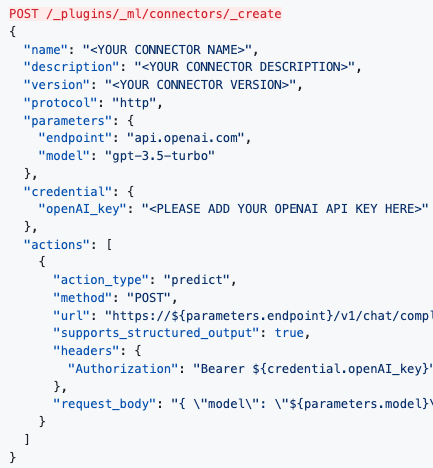 POST /_plugins/_ml/connectors/_create
{
  "name": "<YOUR CONNECTOR NAME>",
  "description": "<YOUR CONNECTOR DESCRIPTION>",
  "version": "<YOUR CONNECTOR VERSION>",
  "protocol": "http",
  "parameters": {
    "endpoint": "api.openai.com",
    "model": "gpt-3.5-turbo"
  },
  "credential": {
    "openAI_key": "<PLEASE ADD YOUR OPENAI API KEY HERE>"
  },
  "actions": [
    {
      "action_type": "predict",
      "method": "POST",
      "url": "https://${parameters.endpoint}/v1/chat/compl
      "supports_structured_output": true,
      "headers": {
        "Authorization": "Bearer ${credential.openAI_key}"
      },
      "request_body": "{ \"model\": \"${parameters.model}\
    }
  ]
}